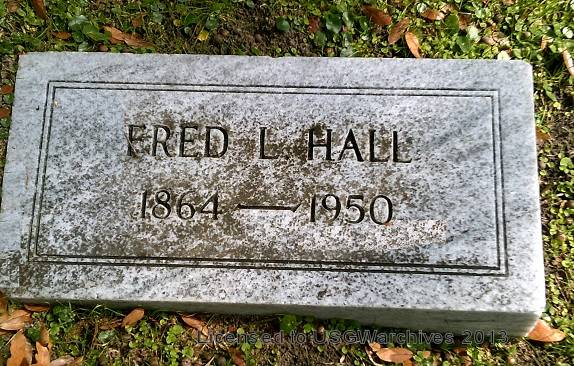 FRED L HALL
1864 — 1950
Licensed to USGWarchives 2013